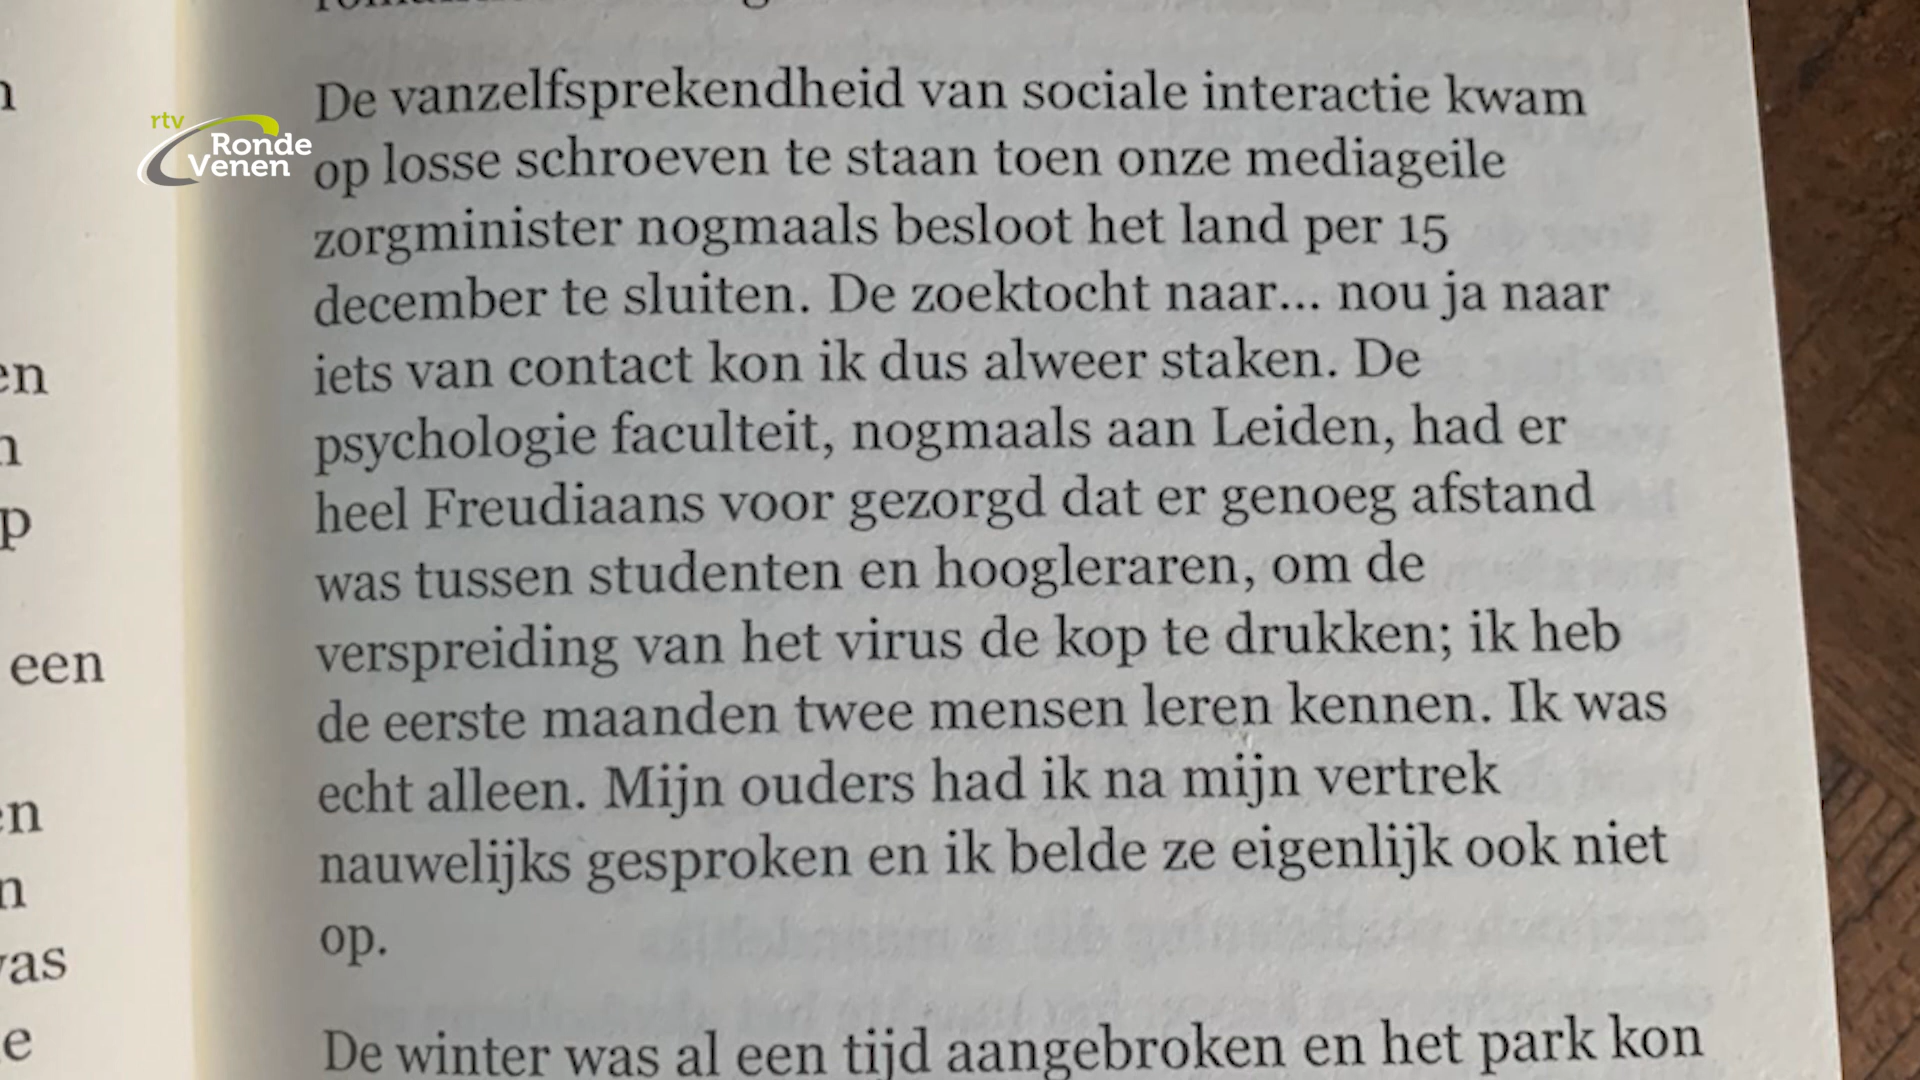 rtv
Ronde
Venen
De vanzelfsprekendheid van sociale interactie kwam
op losse schroeven te staan toen onze mediageile
zorgminister nogmaals besloot het land per 15
december te sluiten. De zoektocht naar... nou ja naar
iets van contact kon ik dus alweer staken. De
psychologie faculteit, nogmaals aan Leiden, had er
heel Freudiaans voor gezorgd dat er genoeg afstand
was tussen studenten en hoogleraren, om de
verspreiding van het virus de kop te drukken; ik heb
de eerste maanden twee mensen leren kennen. Ik was
echt alleen. Mijn ouders had ik na mijn vertrek
nauwelijks gesproken en ik belde ze eigenlijk ook niet
op.
De winter was al een tijd aangebroken en het park kon
een